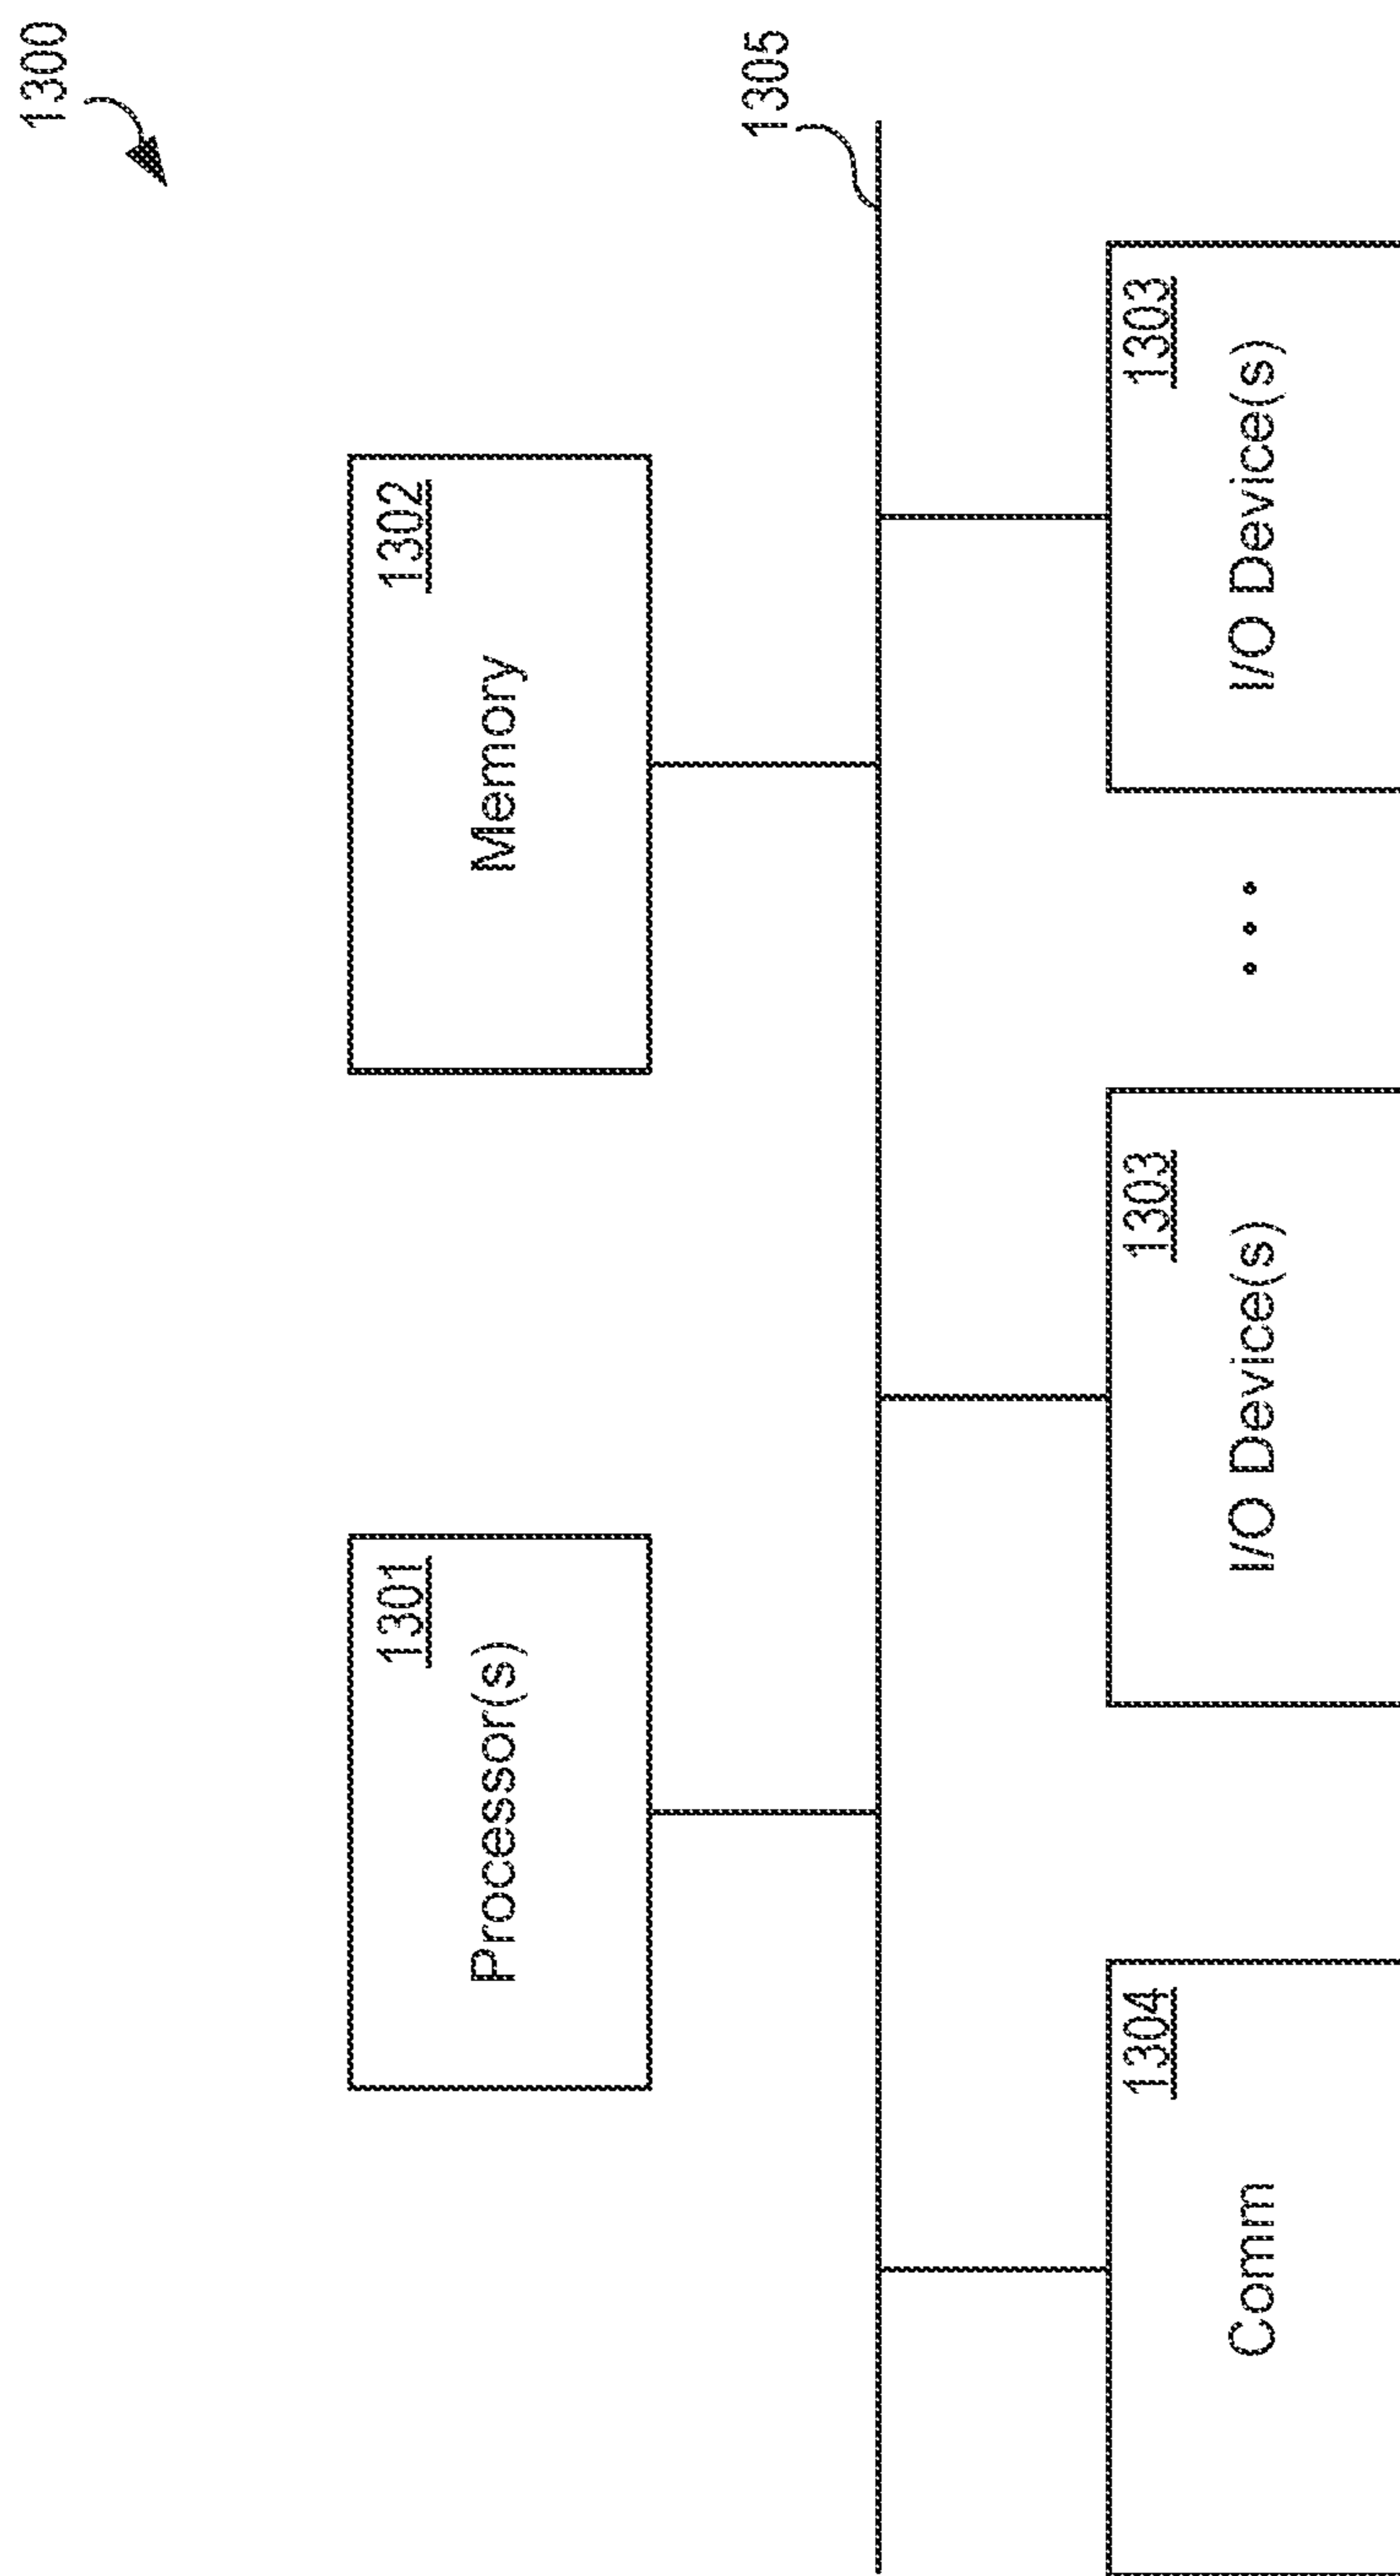 1300
1301
Processor(s)
1302
Memory
1305
1304
Comm
1303
I/O Device(s)
...
1303
I/O Device(s)